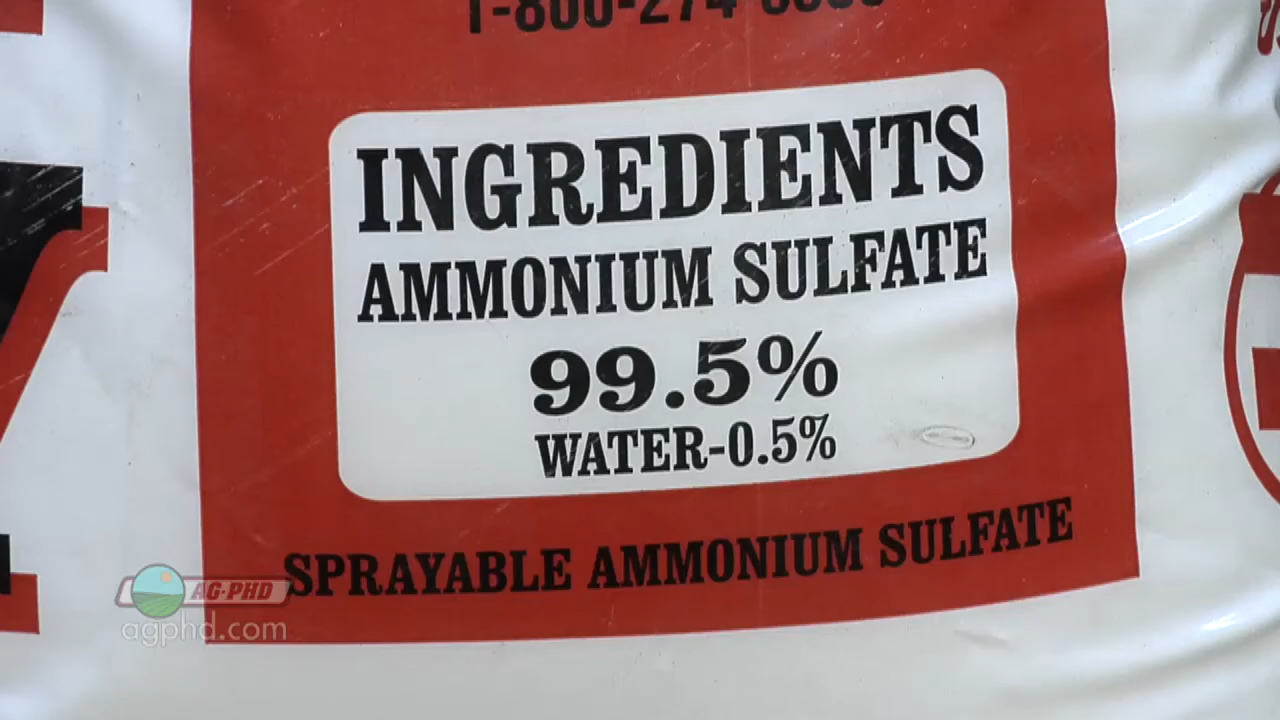 INGREDIENTS
AMMONIUM SULFATE
99.5%
WATER-0.5%
SPRAYABLE AMMONIUM SULFATE
AG·PHD
agphd.com